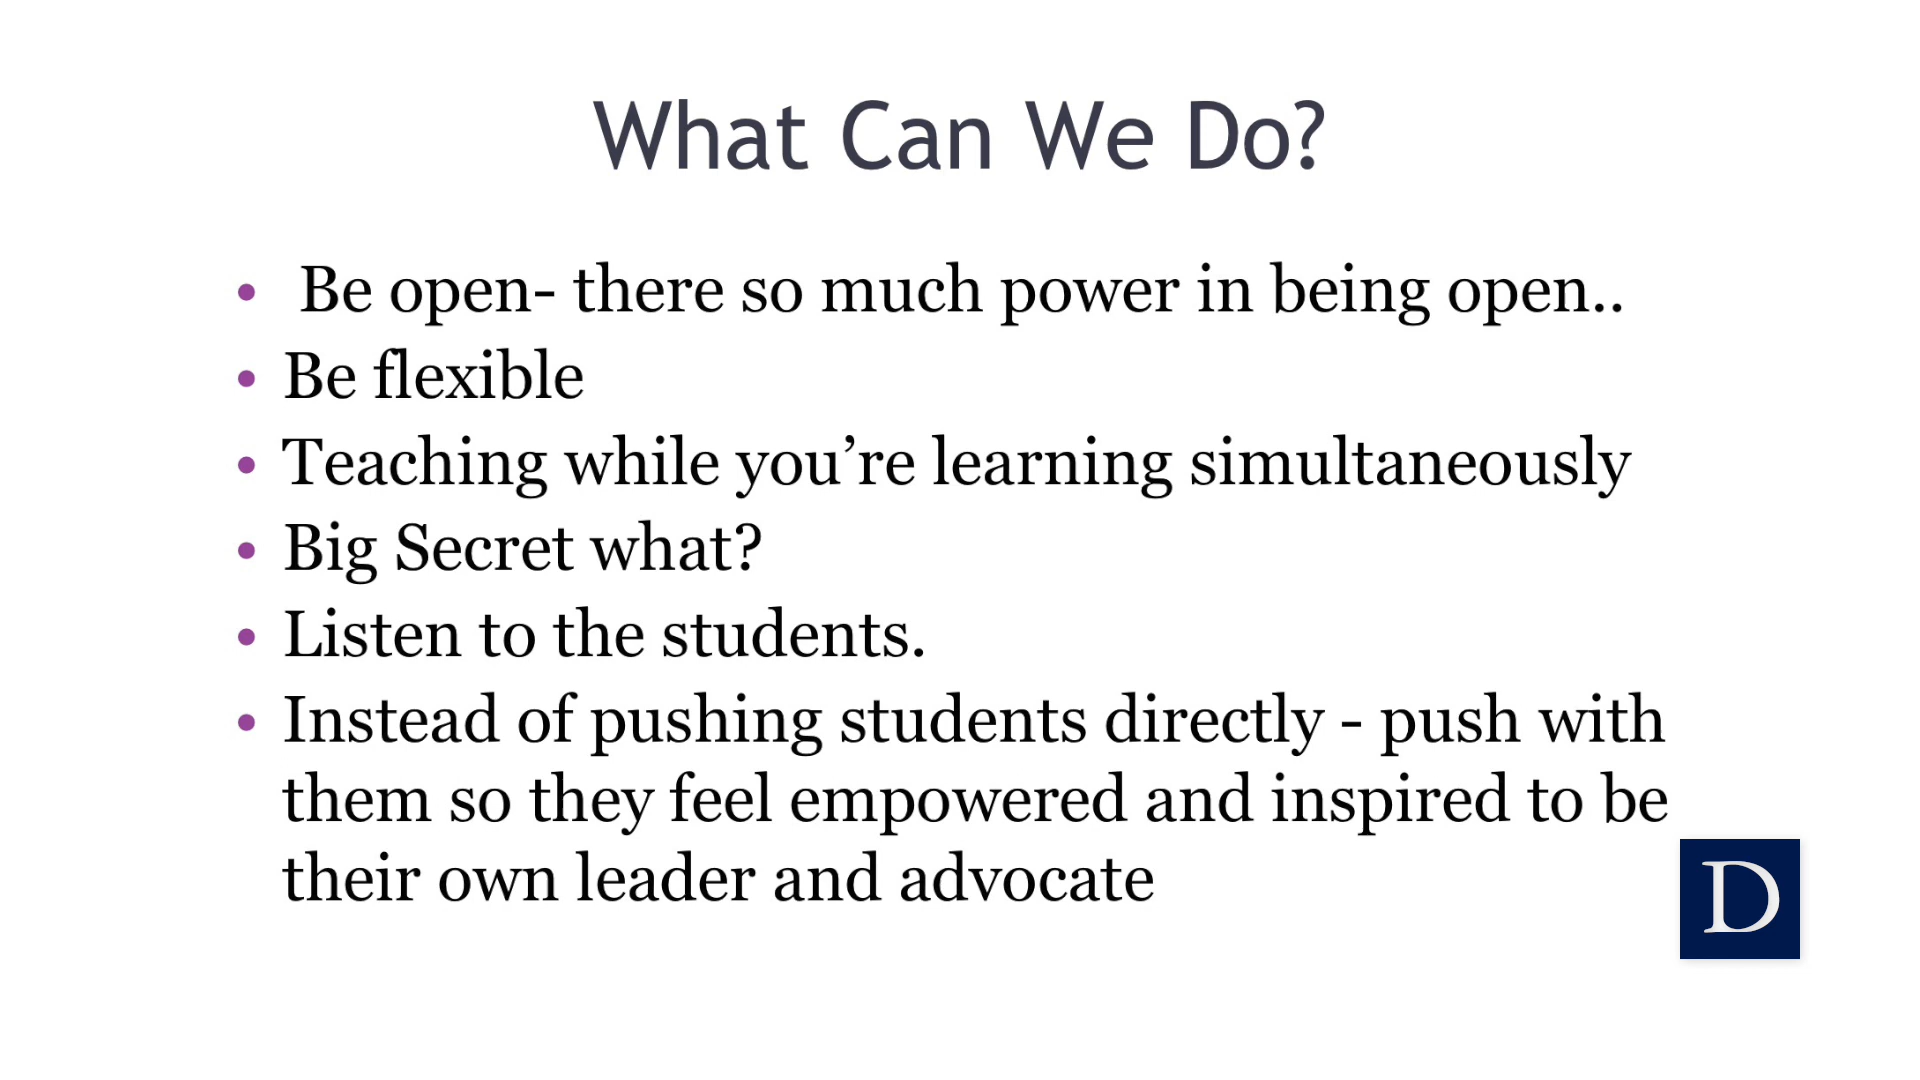 What Can We Do?
• Be open- there so much power in being open..
• Be flexible
• Teaching while you’re learning simultaneously
• Big Secret what?
• Listen to the students.
• Instead of pushing students directly - push with
them so they feel empowered and inspired to be
their own leader and advocate
D